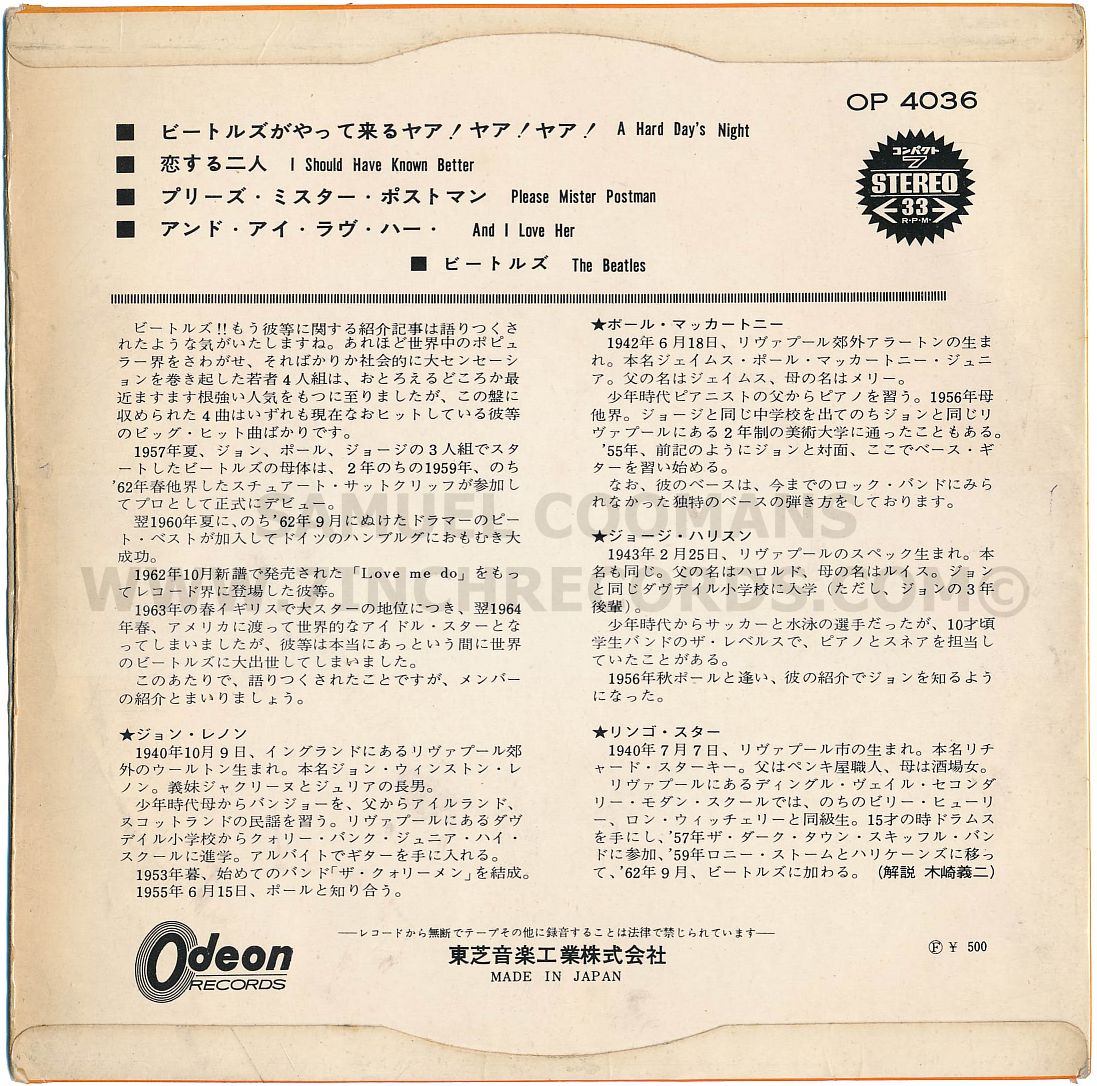 OP 4036
■ ビートルズがやって来るヤア!ヤア!ヤア! A Hard Day's Night
■ 恋する二人 I Should Have Known Better
■ プリーズ・ミスター・ポストマン Please Mister Postman
■ アンド・アイ・ラヴ・ハー・ And I Love Her
■ ビートルズ The Beatles
コンパクト
7
STEREO
33
R・P・M・
ビートルズ!!もう彼等に関する紹介記事は語りつくさ
れたような気がいたしますね。あれほど世界中のポピュ
ラー界をさわがせ、そればかりか社会的に大センセーシ
ョンを巻き起した若者4人組は、おとろえるどころか最
近ますます根強い人気をもつに至りましたが、この盤に
収められた4曲はいずれも現在なおヒットしている彼等
のビッグ・ヒット曲ばかりです。
1957年夏、ジョン、ポール、ジョージの3人組でスタ
ートしたビートルズの母体は、2年のちの1959年、のち
'62年春他界したスチュアート・サットクリッフが参加し
てプロとして正式にデビュー。
翌1960年夏に、のち'62年9月にぬけたドラマーのピー
ト・ベストが加入してドイツのハンブルグにおもむき大
成功。
1962年10月新譜で発売された「Love me do」をもっ
てレコード界に登場した彼等。
1963年の春イギリスで大スターの地位につき、翌1964
年春、アメリカに渡って世界的なアイドル・スターとな
ってしまいましたが、彼等は本当にあっという間に世界
のビートルズに大出世してしまいました。
このあたりで、語りつくされたことですが、メンバー
の紹介とまいりましょう。
★ジョン・レノン
1940年10月9日、イングランドにあるリヴァプール郊
外のウールトン生まれ。本名ジョン・ウィンストン・レ
ノン。義妹ジャクリーヌとジュリアの長男。
少年時代母からバンジョーを、父からアイルランド、
スコットランドの民謡を習う。リヴァプールにあるダヴ
デイル小学校からクォリー・バンク・ジュニア・ハイ・
スクールに進学。アルバイトでギターを手に入れる。
1953年暮、始めてのバンド「ザ・クォリーメン」を結成。
1955年6月15日、ポールと知り合う。
★ポール・マッカートニー
1942年6月18日、リヴァプール郊外アラートンの生ま
れ。本名ジェイムス・ポール・マッカートニー・ジュニ
ア。父の名はジェイムス、母の名はメリー。
少年時代ピアニストの父からピアノを習う。1956年母
他界。ジョージと同じ中学校を出てのちジョンと同じリ
ヴァプールにある2年制の美術大学に通ったこともある。
'55年、前記のようにジョンと対面、ここでベース・ギ
ターを習い始める。
なお、彼のベースは、今までのロック・バンドにみら
れなかった独特のベースの弾き方をしております。
★ジョージ・ハリスン
1943年2月25日、リヴァプールのスペック生まれ。本
名も同じ。父の名はハロルド、母の名はルイス。ジョン
と同じダヴデイル小学校に入学(ただし、ジョンの3年
後輩)。
少年時代からサッカーと水泳の選手だったが、10才頃
学生バンドのザ・レベルスで、ピアノとスネアを担当し
ていたことがある。
1956年秋ポールと逢い、彼の紹介でジョンを知るよう
になった。
★リンゴ・スター
1940年7月7日、リヴァプール市の生まれ。本名リチ
ャード・スターキー。父はペンキ屋職人、母は酒場女。
リヴァプールにあるディングル・ヴェイル・セコンダ
リー・モダン・スクールでは、のちのビリー・ヒューリ
ー、ロン・ウィッチェリーと同級生。15才の時ドラムス
を手にし、'57年ザ・ダーク・タウン・スキッフル・バン
ドに参加、'59年ロニー・ストームとハリケーンズに移っ
て、'62年9月、ビートルズに加わる。(解説 木崎義二)
SAMUEL COOMANS
Odeon
RECORDS
—レコードから無断でテープその他に録音することは法律で禁じられています—
東芝音楽工業株式会社
MADE IN JAPAN
Ⓕ ¥ 500